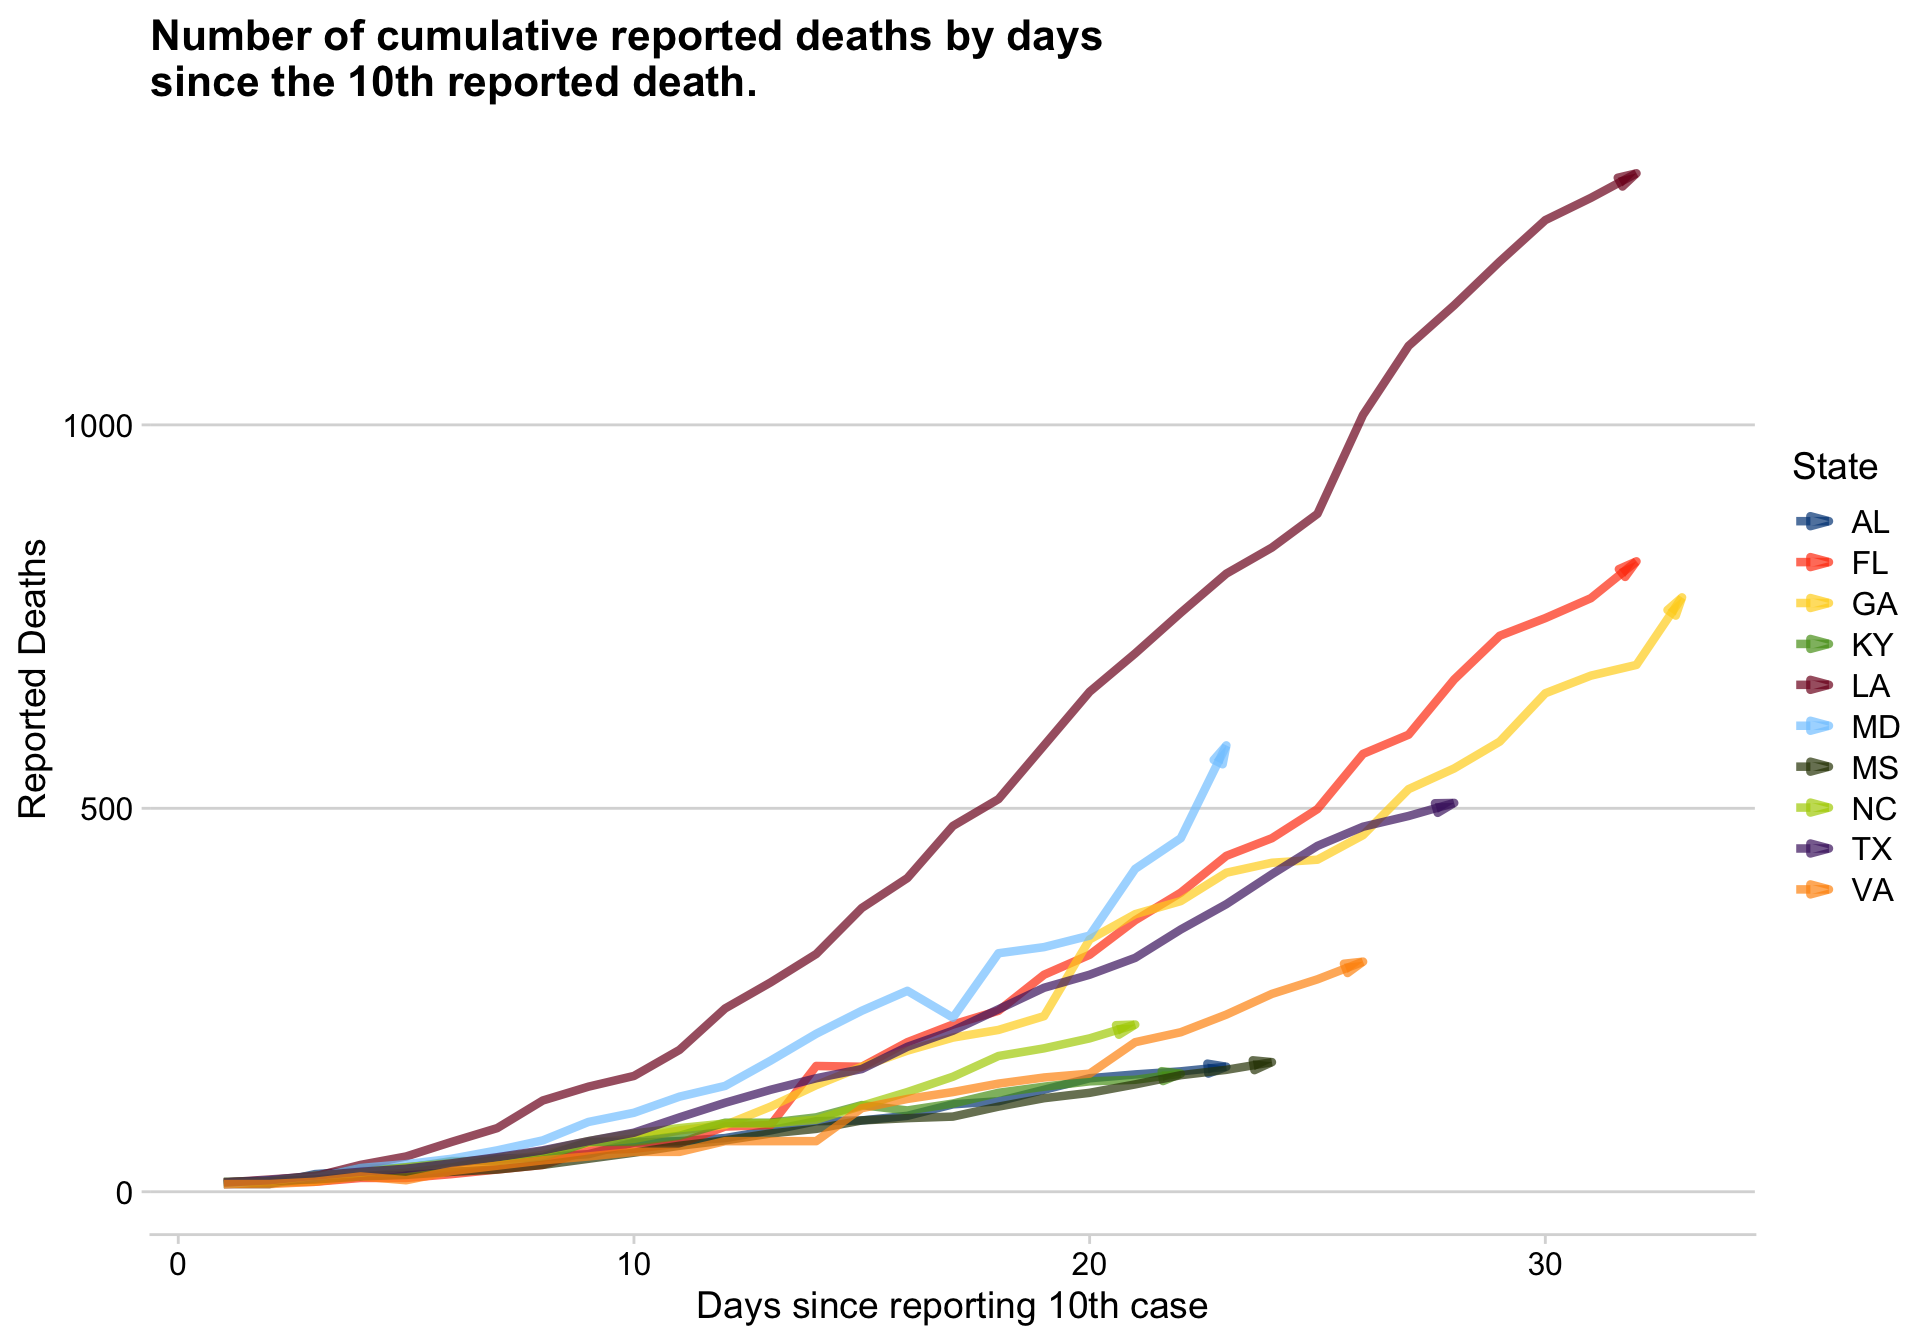 Number of cumulative reported deaths by days
since the 10th reported death.
1000
500
0
Reported Deaths
0 10 20 30
Days since reporting 10th case
State
AL
FL
GA
KY
LA
MD
MS
NC
TX
VA